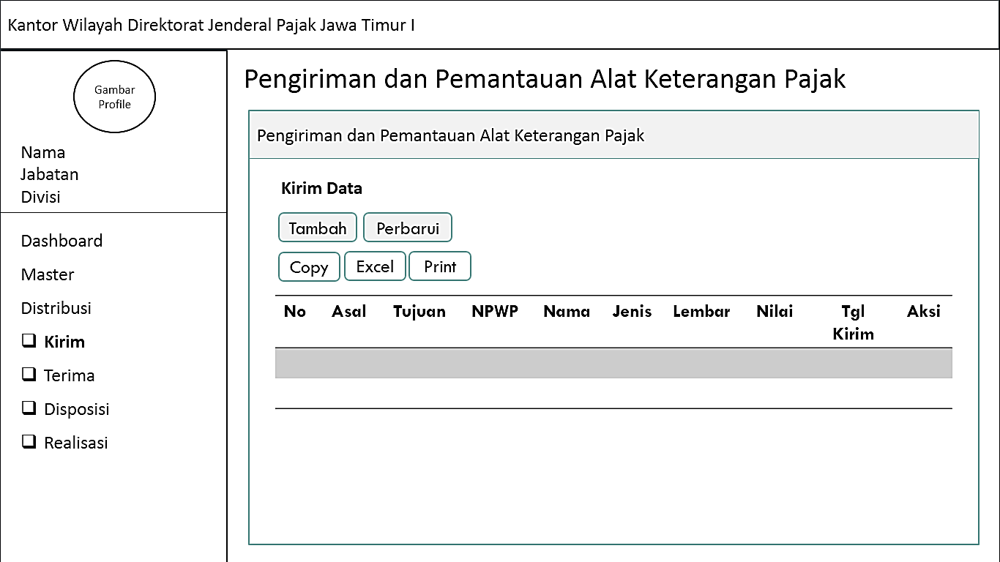 Kantor Wilayah Direktorat Jenderal Pajak Jawa Timur I
Gambar
Profile
Nama
Jabatan
Divisi
Dashboard
Master
Distribusi
Kirim
Terima
Disposisi
Realisasi
Pengiriman dan Pemantauan Alat Keterangan Pajak
Pengiriman dan Pemantauan Alat Keterangan Pajak
Kirim Data
Tambah Perbarui
Copy Excel Print
No Asal Tujuan NPWP Nama Jenis Lembar Nilai Tgl Aksi
Kirim